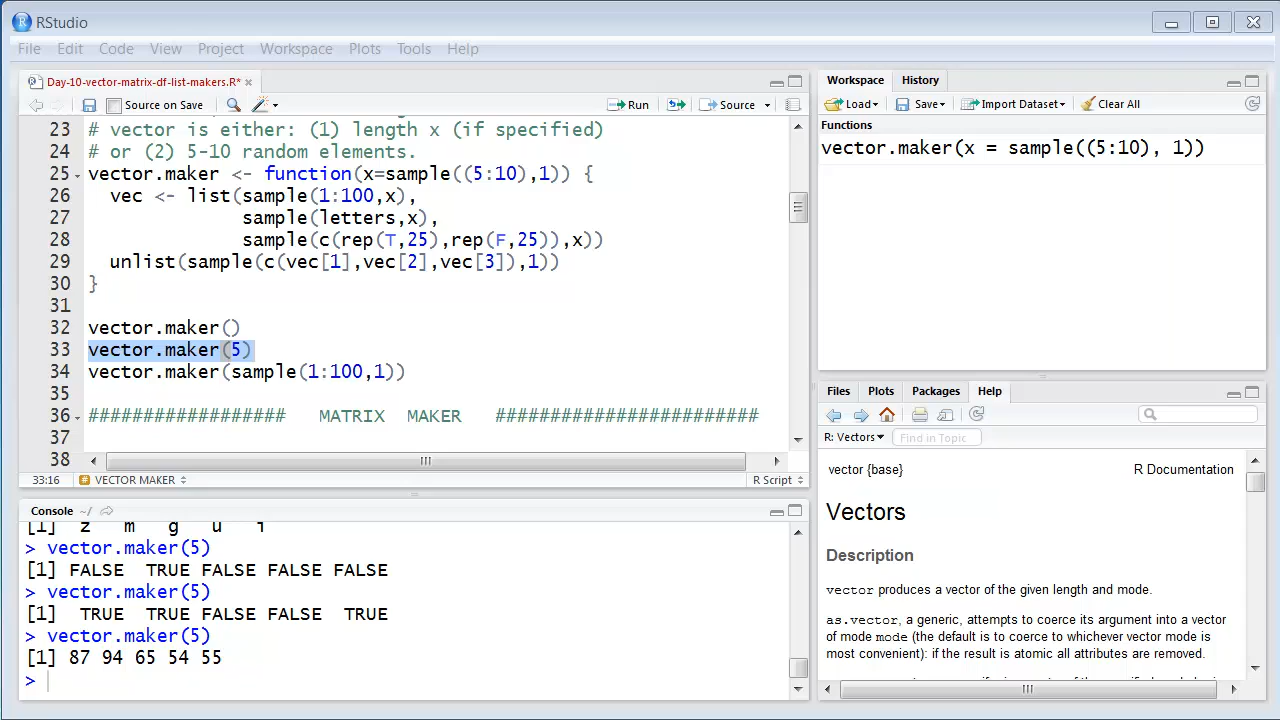 RStudio
File Edit Code View Project Workspace Plots Tools Help
Day-10-vector-matrix-df-list-makers.R*
Source on Save Run Source
23 # vector is either: (1) length x (if specified)
24 # or (2) 5-10 random elements.
25 vector.maker <- function(x=sample((5:10),1)) {
26 vec <- list(sample(1:100,x),
27 sample(letters,x),
28 sample(c(rep(T,25),rep(F,25)),x))
29 unlist(sample(c(vec[1],vec[2],vec[3]),1))
30 }
31
32 vector.maker()
33 vector.maker(5)
34 vector.maker(sample(1:100,1))
35
36 ################## MATRIX MAKER ########################
37
38
33:16 # VECTOR MAKER R Script
Console ~/
> vector.maker(5)
[1] FALSE TRUE FALSE FALSE FALSE
> vector.maker(5)
[1] TRUE TRUE FALSE FALSE TRUE
> vector.maker(5)
[1] 87 94 65 54 55
>
Workspace History
Load Save Import Dataset Clear All
Functions
vector.maker(x = sample((5:10), 1))
Files Plots Packages Help
R: Vectors Find in Topic
vector {base} R Documentation
Vectors
Description
vector produces a vector of the given length and mode.
as.vector, a generic, attempts to coerce its argument into a vector
of mode mode (the default is to coerce to whichever vector mode is
most convenient): if the result is atomic all attributes are removed.